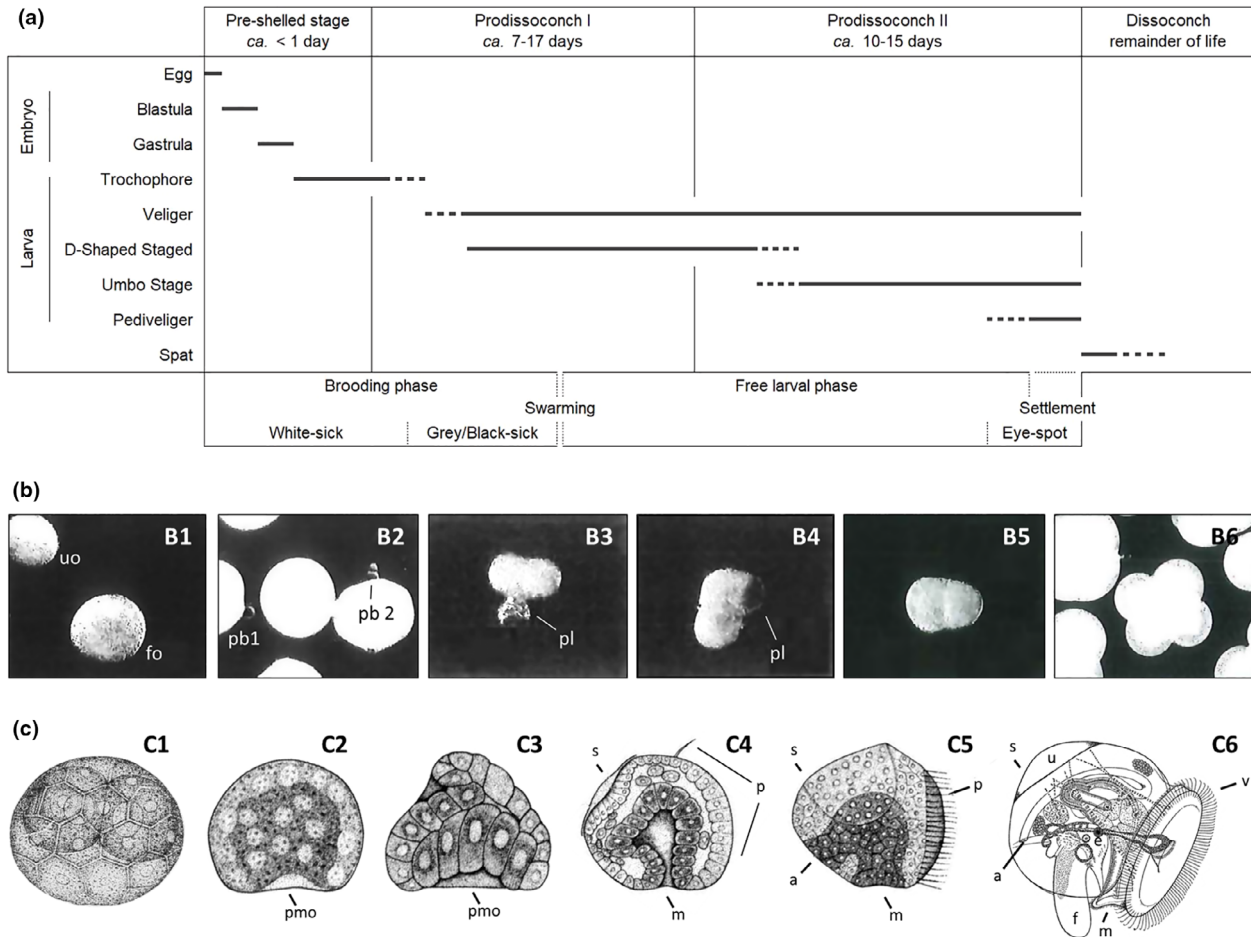 (a)
Pre-shelled stage
ca. < 1 day
Prodissoconch I
ca. 7-17 days
Prodissoconch II
ca. 10-15 days
Dissoconch
remainder of life
Embryo
Larva
Egg
Blastula
Gastrula
Trochophore
Veliger
D-Shaped Staged
Umbo Stage
Pediveliger
Spat
Brooding phase
Free larval phase
Swarming
Settlement
White-sick
Grey/Black-sick
Eye-spot
(b)
B1
uo
fo
B2
pb1
pb 2
B3
pl
B4
pl
B5
B6
(c)
C1
C2
pmo
C3
pmo
C4
s
p
m
C5
s
p
a
m
C6
s
u
v
e
a
f
m